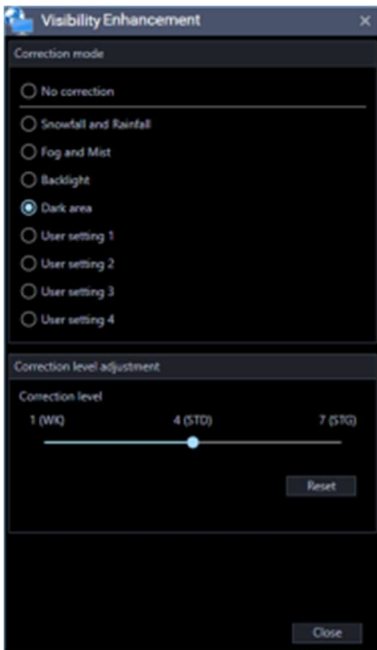 Visibility Enhancement
Correction mode
No correction
Snowfall and Rainfall
Fog and Mist
Backlight
Dark area
User setting 1
User setting 2
User setting 3
User setting 4
Correction level adjustment
Correction level
1 (WK) 4 (STD) 7 (STG)
Reset
Close